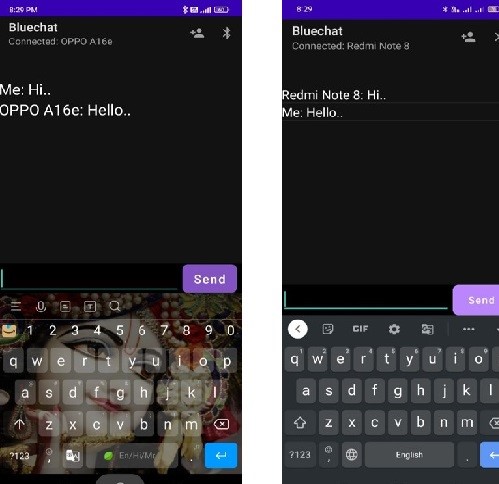 8:29 PM
Bluechat
Connected: OPPO A16e
Me: Hi..
OPPO A16e: Hello..
Send
1 2 3 4 5 6 7 8 9 0
q w e r t y u i o p
a s d f g h j k l
z x c v b n m
?123 , En/Hi/Mr .
8:29
Bluechat
Connected: Redmi Note 8
Redmi Note 8: Hi..
Me: Hello..
Send
GIF
q w e r t y u i o
a s d f g h j k l
z x c v b n m
?123 , English .